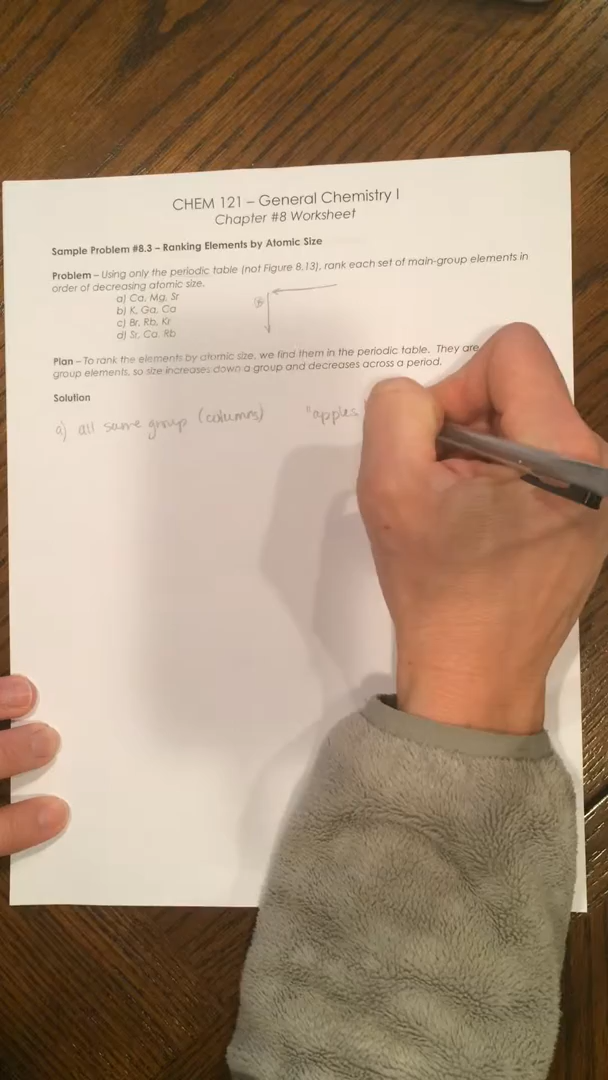 CHEM 121 – General Chemistry I
Chapter #8 Worksheet
Sample Problem #8.3 – Ranking Elements by Atomic Size
Problem – Using only the periodic table (not Figure 8.13), rank each set of main-group elements in
order of decreasing atomic size.
a) Ca, Mg, Sr
b) K, Ga, Ca
c) Br, Rb, Kr
d) Sr, Ca, Rb
Plan – To rank the elements by atomic size, we find them in the periodic table. They are
group elements, so size increases down a group and decreases across a period.
Solution
a) all same group (columns) "apples